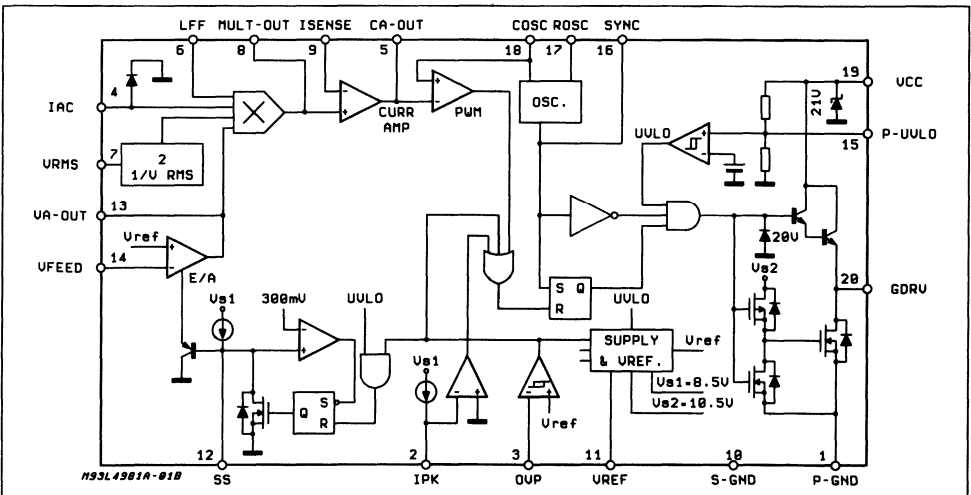 LFF MULT-OUT ISENSE CA-OUT COSC ROSC SYNC
6 8 9 5 18 17 16
4
IAC
CURR
AMP
PWM
OSC.
21V
19
VCC
UVLO
P-UVLO
15
7
VRMS
2
1/V RMS
VA-OUT
13
Vref
VFEED
14
E/A
S Q
R
20V
Vs2
20
GDRV
Vs1
300mV
UVLO
Vs1
UVLO
SUPPLY
& VREF.
Vref
Vs1=8.5V
Vs2=10.5V
Q S
R
Vref
12 2 3 11 10 1
M93L4981A-01B
SS IPK OVP VREF S-GND P-GND